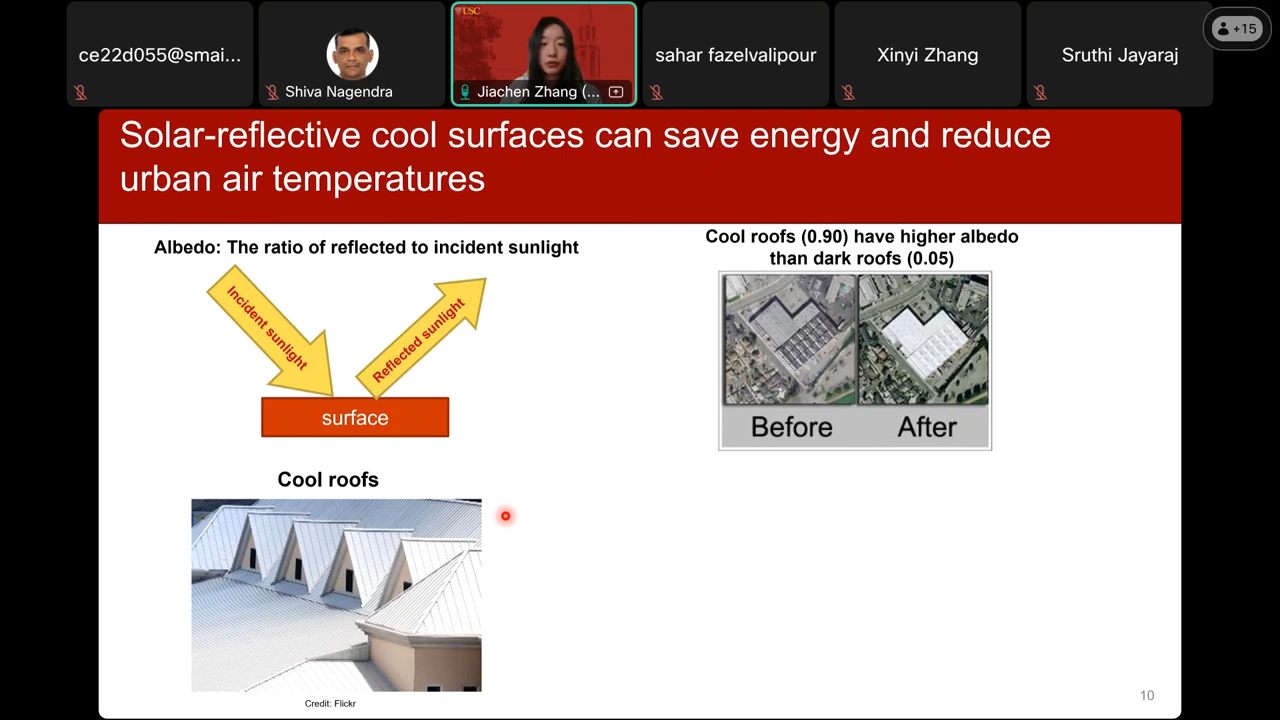 ce22d055@smai...
Shiva Nagendra
USC
Jiachen Zhang (...
sahar fazelvalipour
Xinyi Zhang
Sruthi Jayaraj
+15
Solar-reflective cool surfaces can save energy and reduce
urban air temperatures
Albedo: The ratio of reflected to incident sunlight
Incident sunlight
Reflected sunlight
surface
Cool roofs (0.90) have higher albedo
than dark roofs (0.05)
Before
After
Cool roofs
Credit: Flickr
10